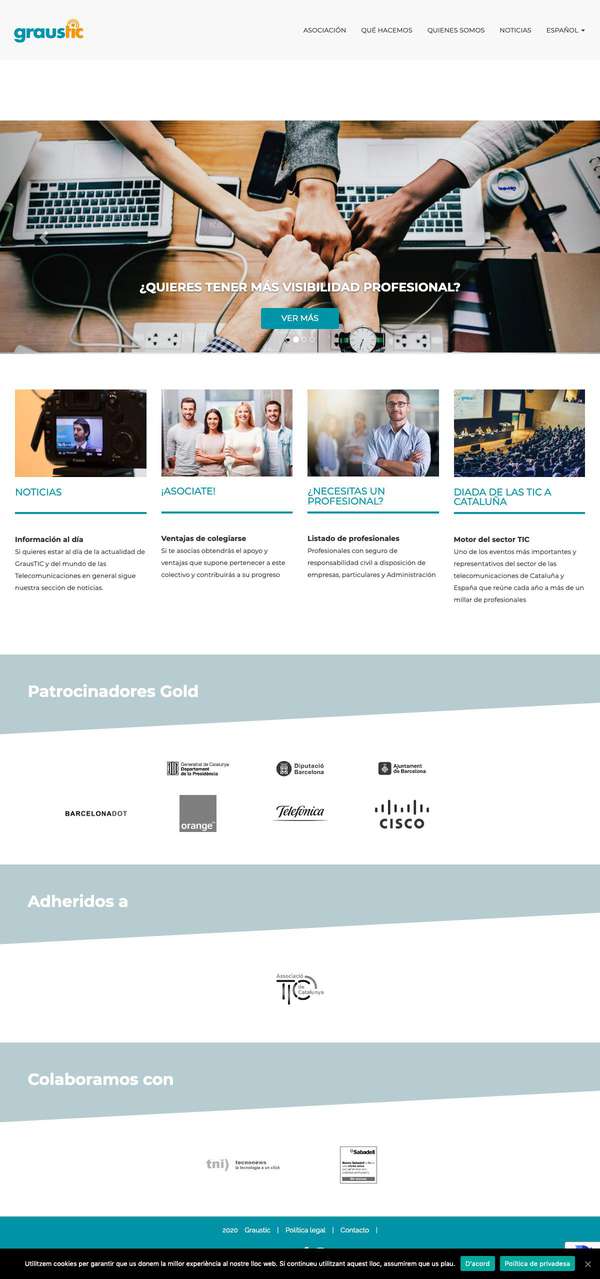 graustic
ASOCIACIÓN QUÉ HACEMOS QUIENES SOMOS NOTICIAS ESPAÑOL
¿QUIERES TENER MÁS VISIBILIDAD PROFESIONAL?
VER MÁS
NOTICIAS
Información al día
Si quieres estar al día de la actualidad de
GrausTIC y del mundo de las
Telecomunicaciones en general sigue
nuestra sección de noticias.
¡ASOCIATE!
Ventajas de colegiarse
Si te asocias obtendrás el apoyo y
ventajas que supone pertenecer a este
colectivo y contribuirás a su progreso
¿NECESITAS UN
PROFESIONAL?
Listado de profesionales
Profesionales con seguro de
responsabilidad civil a disposición de
empresas, particulares y Administración
DIADA DE LAS TIC A
CATALUÑA
Motor del sector TIC
Uno de los eventos más importantes y
representativos del sector de las
telecomunicaciones de Cataluña y
España que reúne cada año a más de un
millar de profesionales
Patrocinadores Gold
Generalitat de Catalunya
Departament
de la Presidència
Diputació
Barcelona
Ajuntament
de Barcelona
BARCELONADOT
orange
Telefónica
CISCO
Adheridos a
Associació
TIC de
Catalunya
Colaboramos con
tni) tecnonews
la tecnología a un click
Sabadell
2020 Graustic | Política legal | Contacto |
Utilitzem cookies per garantir que us donem la millor experiència al nostre lloc web. Si continueu utilitzant aquest lloc, assumirem que us plau. D'acord Política de privadesa